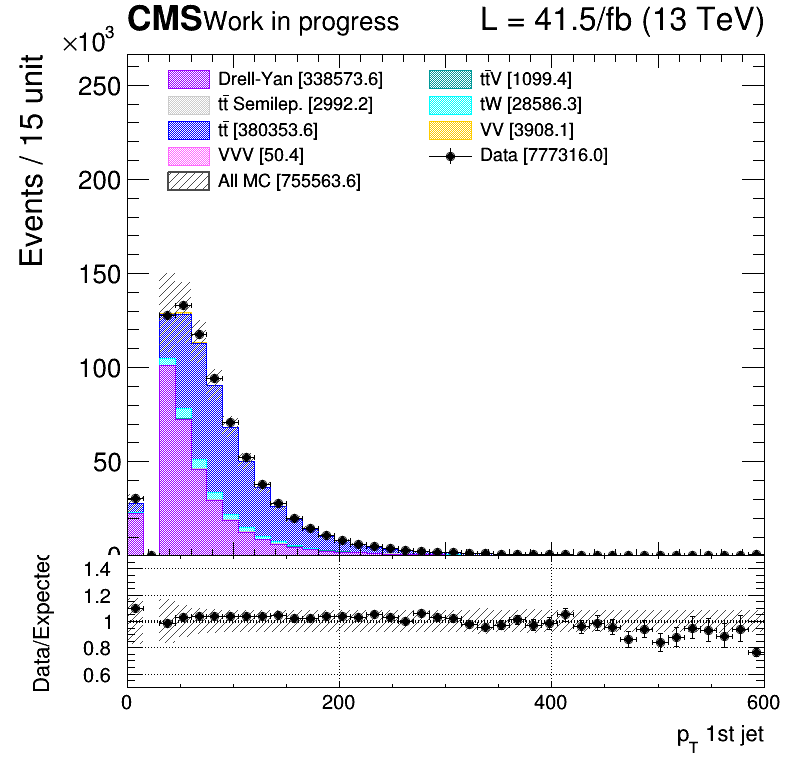 CMS Work in progress L = 41.5/fb (13 TeV)
×10³
Events / 15 unit
250
200
150
100
50
0
Drell-Yan [338573.6]
tt̄ Semilep. [2992.2]
tt̄ [380353.6]
VVV [50.4]
All MC [755563.6]
tt̄V [1099.4]
tW [28586.3]
VV [3908.1]
Data [777316.0]
Data/Expected
1.4
1.2
1
0.8
0.6
0 200 400 600
p_T 1st jet